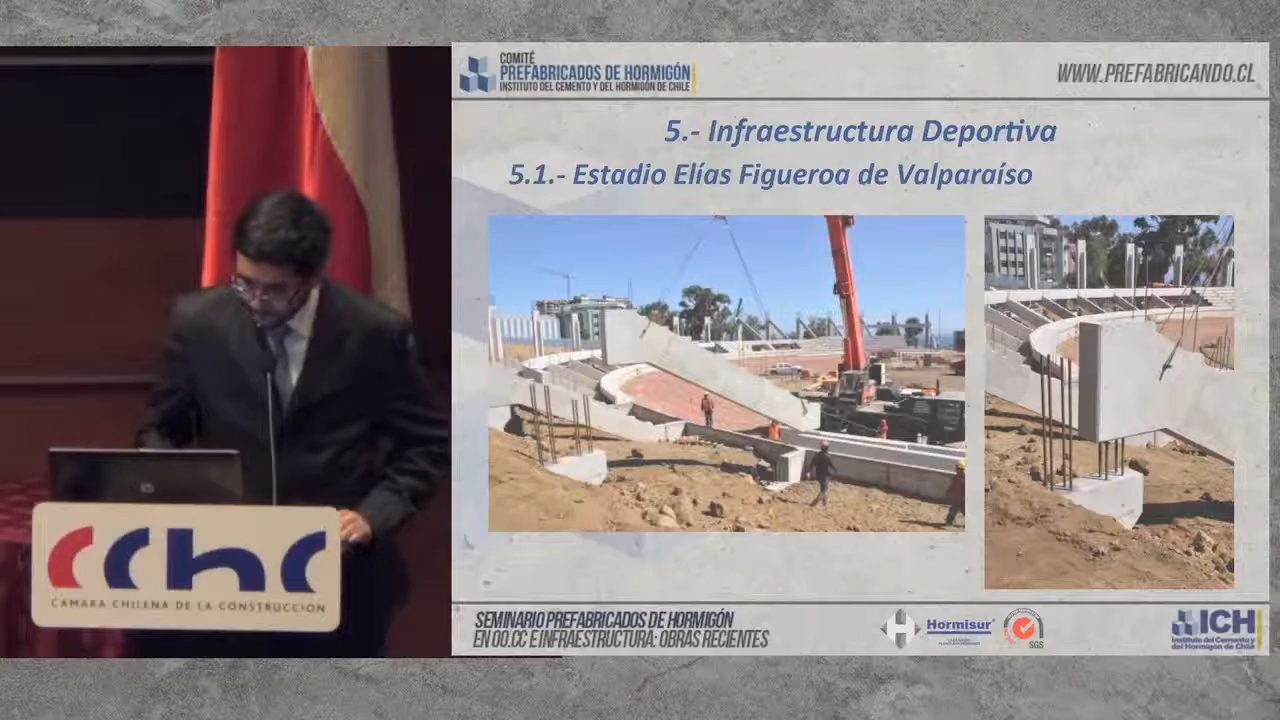 COMITÉ
PREFABRICADOS DE HORMIGÓN
INSTITUTO DEL CEMENTO Y DEL HORMIGÓN DE CHILE
WWW.PREFABRICANDO.CL
5.- Infraestructura Deportiva
5.1.- Estadio Elías Figueroa de Valparaíso
CChC
CAMARA CHILENA DE LA CONSTRUCCION
SEMINARIO PREFABRICADOS DE HORMIGÓN
EN OO.CC E INFRAESTRUCTURA: OBRAS RECIENTES
H
Hormisur
SGS
ICH
Instituto del Cemento y
del Hormigón de Chile